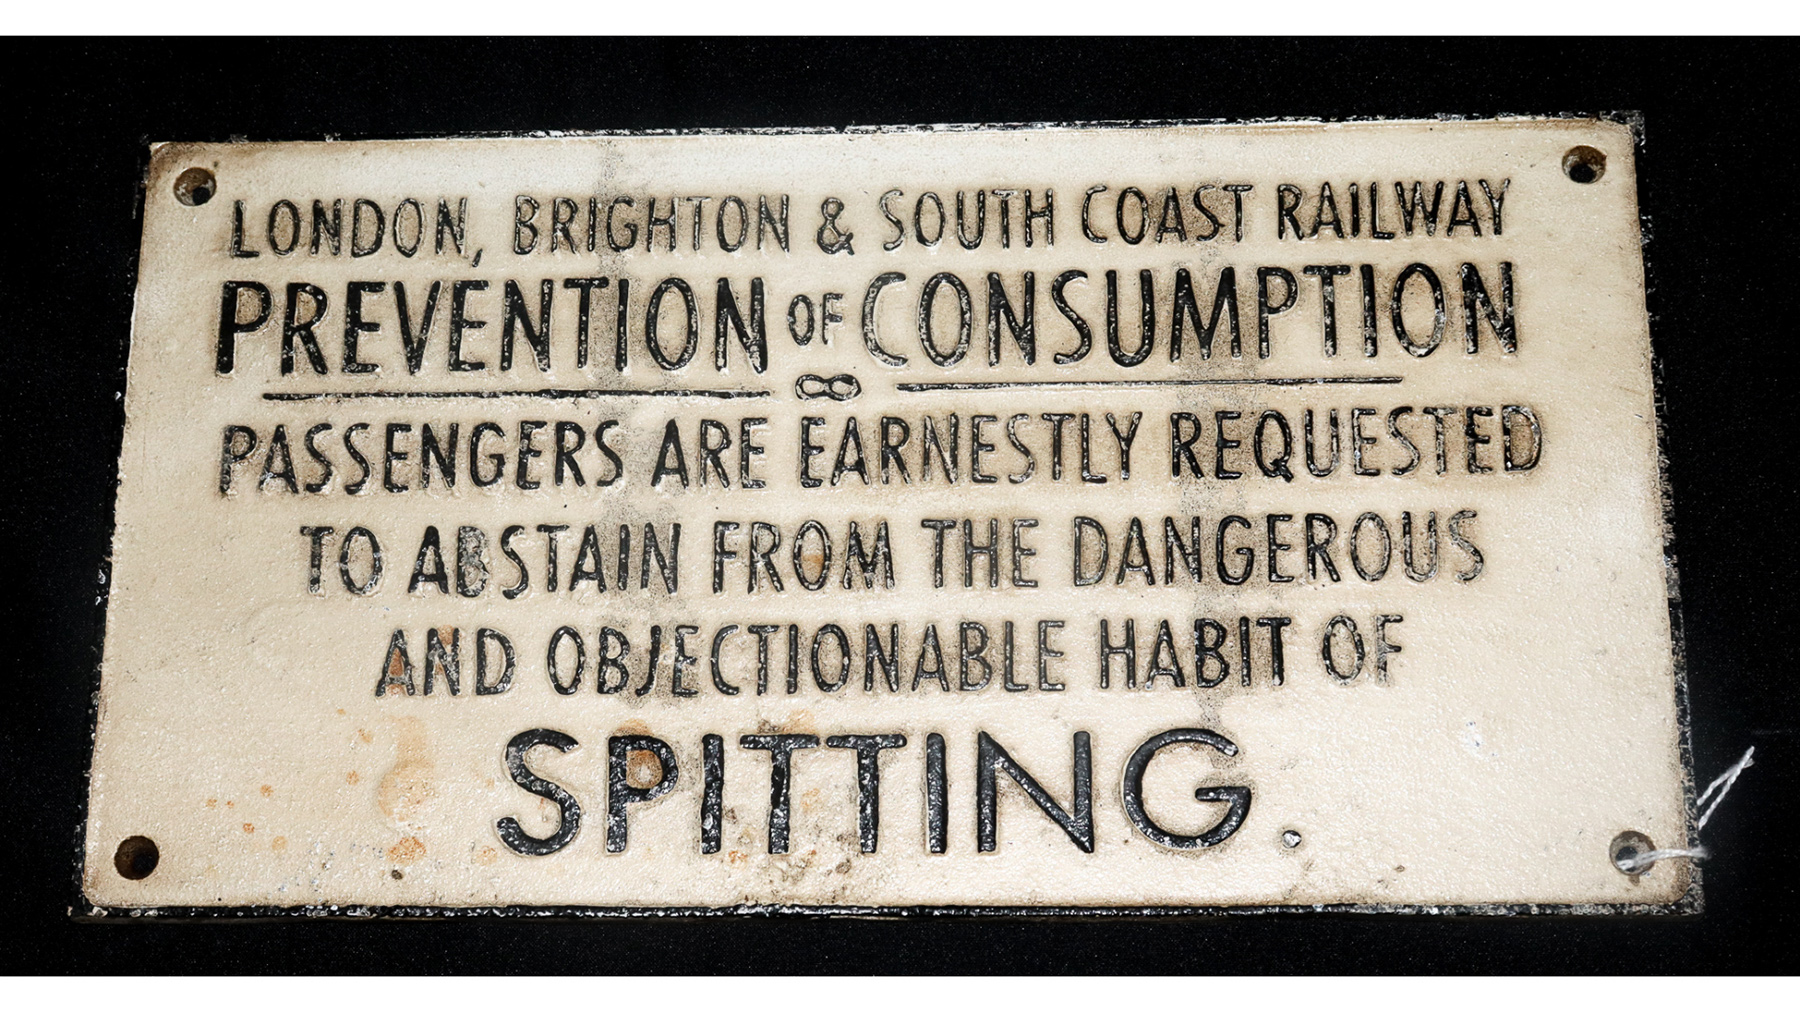 LONDON, BRIGHTON & SOUTH COAST RAILWAY
PREVENTION OF CONSUMPTION
PASSENGERS ARE EARNESTLY REQUESTED
TO ABSTAIN FROM THE DANGEROUS
AND OBJECTIONABLE HABIT OF
SPITTING.